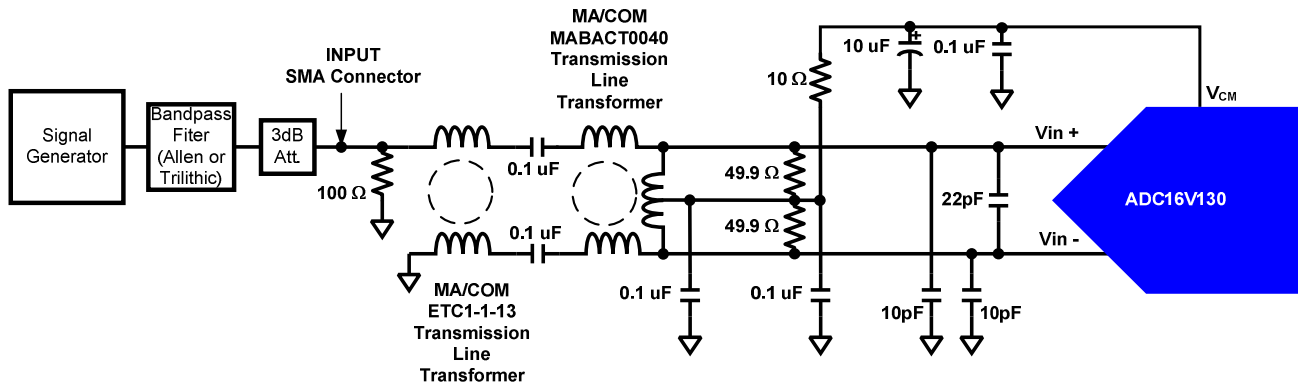 MA/COM
MABACT0040
Transmission
Line
Transformer
INPUT
SMA Connector
10 uF
+
0.1 uF
10 Ω
VCM
Signal
Generator
Bandpass
Fiter
(Allen or
Trilithic)
3dB
Att.
100 Ω
0.1 uF
0.1 uF
49.9 Ω
49.9 Ω
Vin +
22pF
Vin -
ADC16V130
0.1 uF
0.1 uF
10pF
10pF
MA/COM
ETC1-1-13
Transmission
Line
Transformer